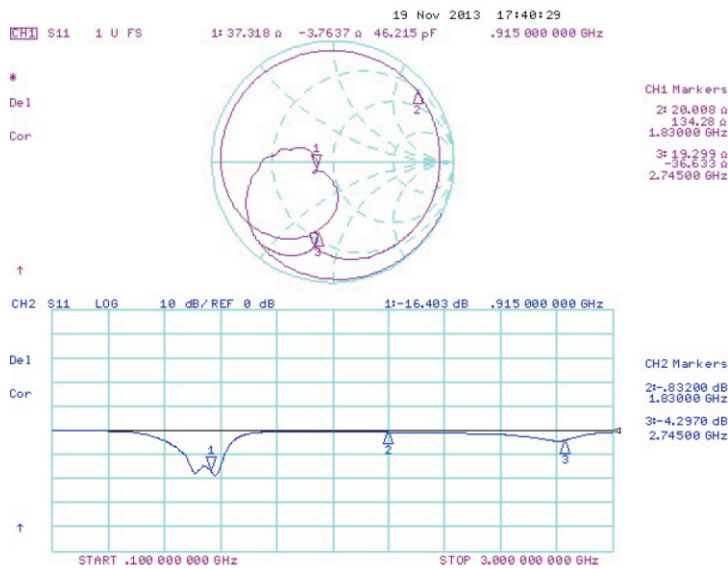 19 Nov 2013 17:40:29
CH1 S11 1 U FS 1:37.318 Ω -3.7637 Ω 46.215 pF .915 000 000 GHz
*
Del
Cor
↑
1
2
3
CH1 Markers
2:20.008 Ω
134.28 Ω
1.83000 GHz
3:19.299 Ω
-36.633 Ω
2.74500 GHz
CH2 S11 LOG 10 dB/REF 0 dB 1:-16.403 dB .915 000 000 GHz
Del
Cor
↑
1
2
3
CH2 Markers
2:-.83200 dB
1.83000 GHz
3:-4.2970 dB
2.74500 GHz
START .100 000 000 GHz STOP 3.000 000 000 GHz